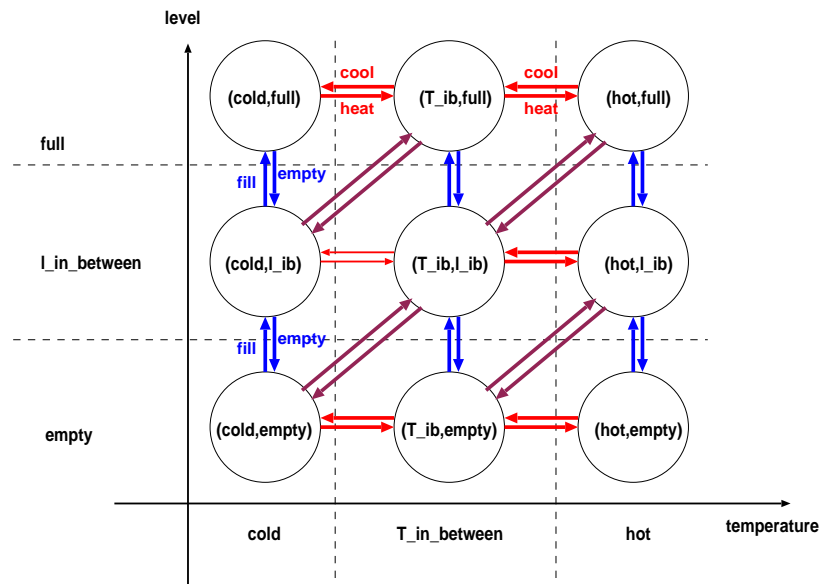 level
cool
cool
(cold,full)
(T_ib,full)
(hot,full)
heat
heat
full
fill
empty
l_in_between
(cold,l_ib)
(T_ib,l_ib)
(hot,l_ib)
fill
empty
empty
(cold,empty)
(T_ib,empty)
(hot,empty)
cold
T_in_between
hot
temperature